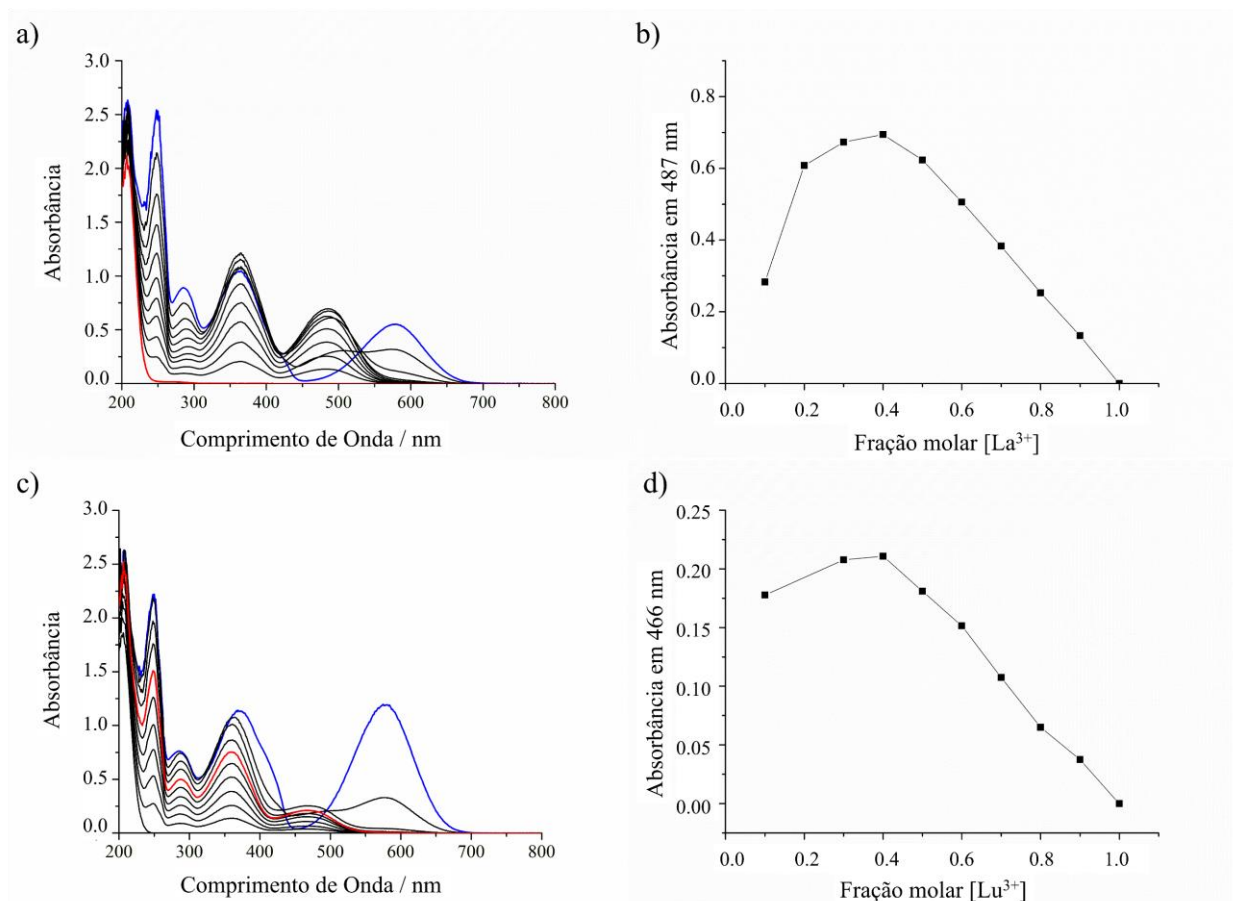 a)
3.0
2.5
2.0
1.5
1.0
0.5
0.0
Absorbância
200 300 400 500 600 700 800
Comprimento de Onda / nm
b)
0.8
0.6
0.4
0.2
0.0
Absorbância em 487 nm
0.0 0.2 0.4 0.6 0.8 1.0
Fração molar [La³⁺]
c)
3.0
2.5
2.0
1.5
1.0
0.5
0.0
Absorbância
200 300 400 500 600 700 800
Comprimento de Onda / nm
d)
0.25
0.20
0.15
0.10
0.05
0.00
Absorbância em 466 nm
0.0 0.2 0.4 0.6 0.8 1.0
Fração molar [Lu³⁺]